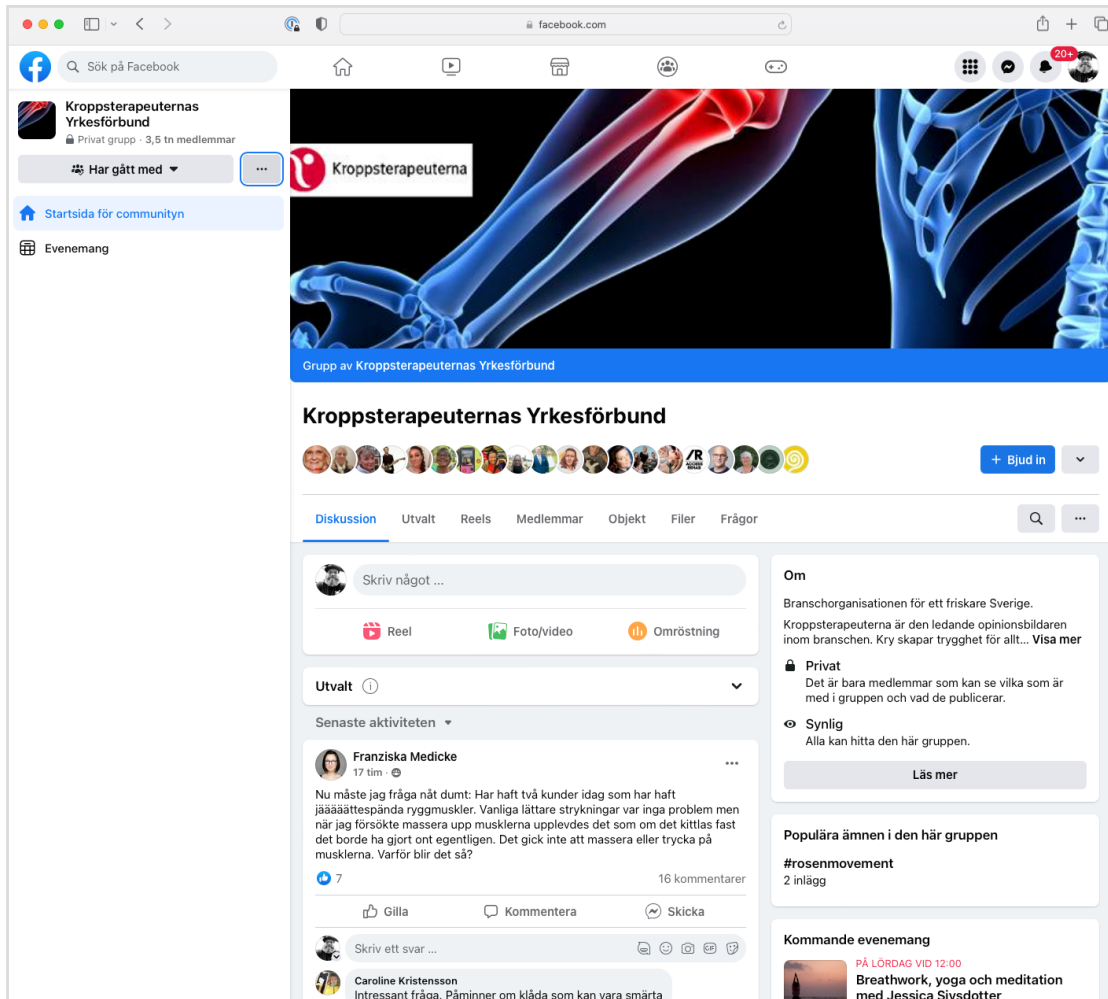 facebook.com
Sök på Facebook
20+
Kroppsterapeuternas
Yrkesförbund
Privat grupp · 3,5 tn medlemmar
Har gått med
Startsida för communityn
Evenemang
Kroppsterapeuterna
Grupp av Kroppsterapeuternas Yrkesförbund
Kroppsterapeuternas Yrkesförbund
+ Bjud in
Diskussion
Utvalt
Reels
Medlemmar
Objekt
Filer
Frågor
Skriv något ...
Reel
Foto/video
Omröstning
Utvalt
Senaste aktiviteten
Franziska Medicke
17 tim ·
Nu måste jag fråga nåt dumt: Har haft två kunder idag som har haft
jääääättespända ryggmuskler. Vanliga lättare strykningar var inga problem men
när jag försökte massera upp musklerna upplevdes det som om det kittlas fast
det borde ha gjort ont egentligen. Det gick inte att massera eller trycka på
musklerna. Varför blir det så?
7
16 kommentarer
Gilla
Kommentera
Skicka
Skriv ett svar ...
GIF
Caroline Kristensson
Intressant fråga. Påminner om klåda som kan vara smärta
Om
Branschorganisationen för ett friskare Sverige.
Kroppsterapeuterna är den ledande opinionsbildaren
inom branschen. Kry skapar trygghet för allt... Visa mer
Privat
Det är bara medlemmar som kan se vilka som är
med i gruppen och vad de publicerar.
Synlig
Alla kan hitta den här gruppen.
Läs mer
Populära ämnen i den här gruppen
#rosenmovement
2 inlägg
Kommande evenemang
PÅ LÖRDAG VID 12:00
Breathwork, yoga och meditation
med Jessica Sivsdotter